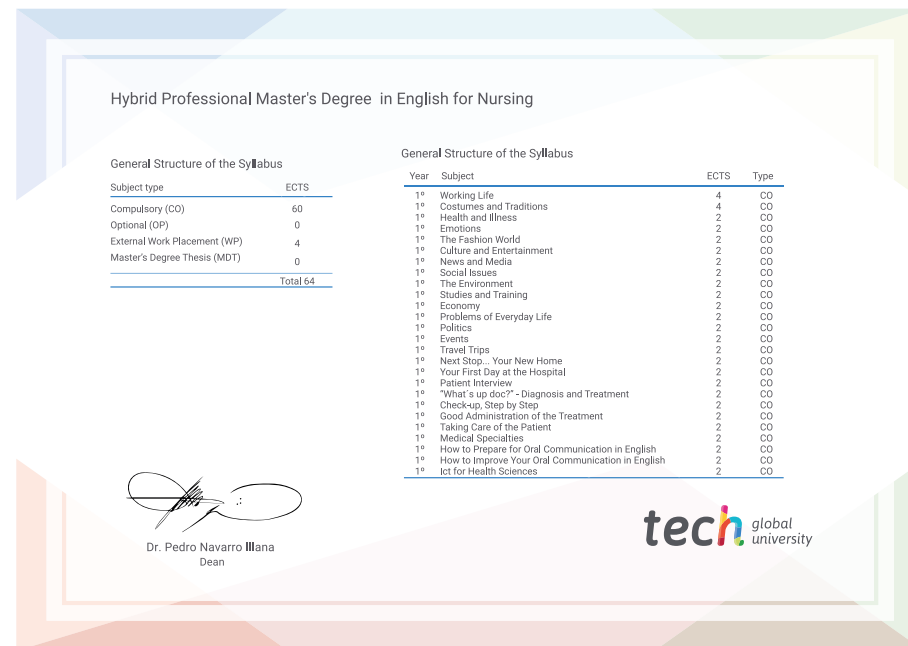 Hybrid Professional Master's Degree in English for Nursing
General Structure of the Syllabus
Subject type ECTS
Compulsory (CO) 60
Optional (OP) 0
External Work Placement (WP) 4
Master's Degree Thesis (MDT) 0
Total 64
General Structure of the Syllabus
Year Subject ECTS Type
1º Working Life 4 CO
1º Costumes and Traditions 4 CO
1º Health and Illness 2 CO
1º Emotions 2 CO
1º The Fashion World 2 CO
1º Culture and Entertainment 2 CO
1º News and Media 2 CO
1º Social Issues 2 CO
1º The Environment 2 CO
1º Studies and Training 2 CO
1º Economy 2 CO
1º Problems of Everyday Life 2 CO
1º Politics 2 CO
1º Events 2 CO
1º Travel Trips 2 CO
1º Next Stop... Your New Home 2 CO
1º Your First Day at the Hospital 2 CO
1º Patient Interview 2 CO
1º “What´s up doc?” - Diagnosis and Treatment 2 CO
1º Check-up, Step by Step 2 CO
1º Good Administration of the Treatment 2 CO
1º Taking Care of the Patient 2 CO
1º Medical Specialties 2 CO
1º How to Prepare for Oral Communication in English 2 CO
1º How to Improve Your Oral Communication in English 2 CO
1º Ict for Health Sciences 2 CO
Dr. Pedro Navarro Illana
Dean
tech global
university